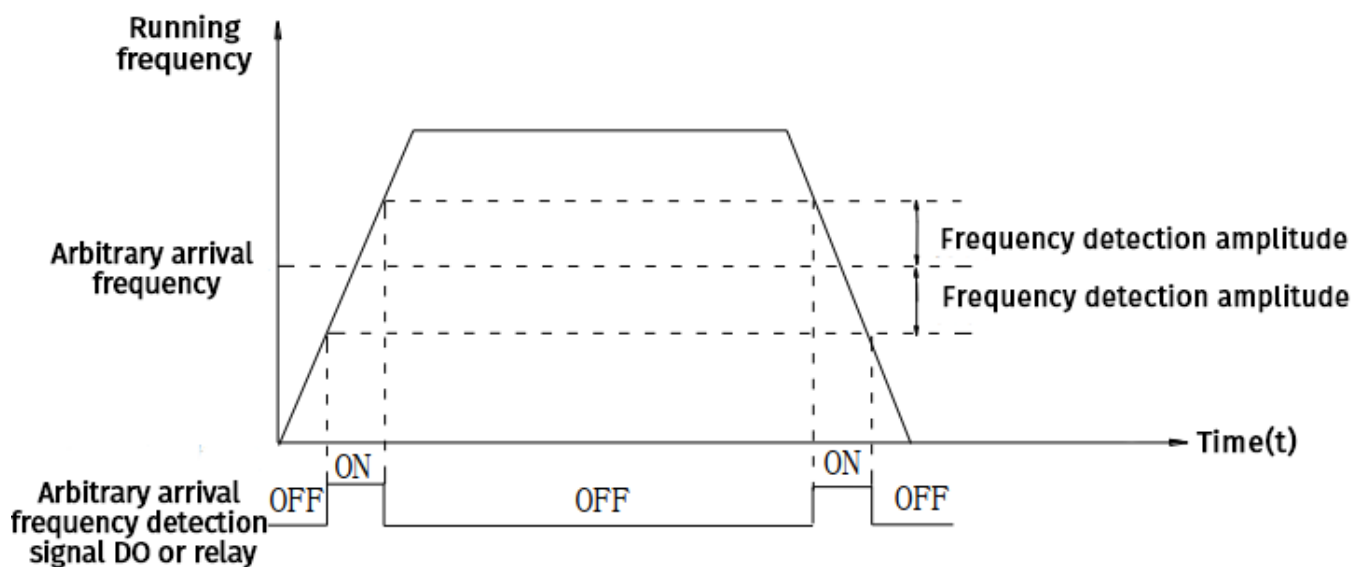 Running
frequency
Arbitrary arrival
frequency
Frequency detection amplitude
Frequency detection amplitude
Time(t)
ON
ON
OFF
OFF
OFF
Arbitrary arrival
frequency detection
signal DO or relay